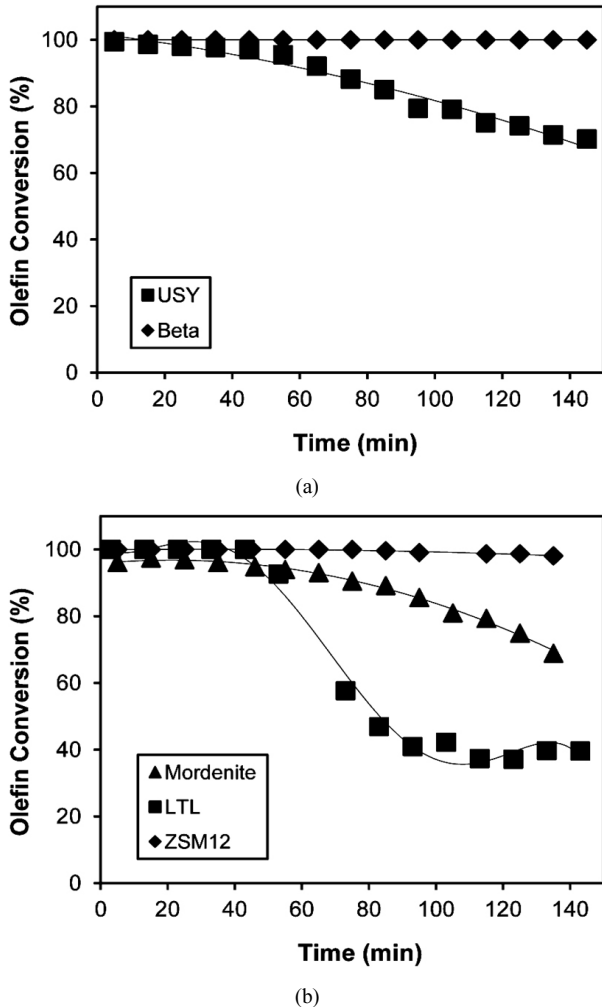 Olefin Conversion (%)
100
80
60
40
20
0
USY
Beta
0 20 40 60 80 100 120 140
Time (min)
(a)
Olefin Conversion (%)
100
80
60
40
20
0
Mordenite
LTL
ZSM12
0 20 40 60 80 100 120 140
Time (min)
(b)